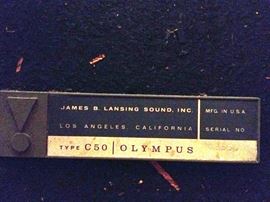 JAMES B. LANSING SOUND, INC.
MFG. IN U.S.A.
LOS ANGELES, CALIFORNIA
SERIAL NO
TYPE C50 | OLYMPUS